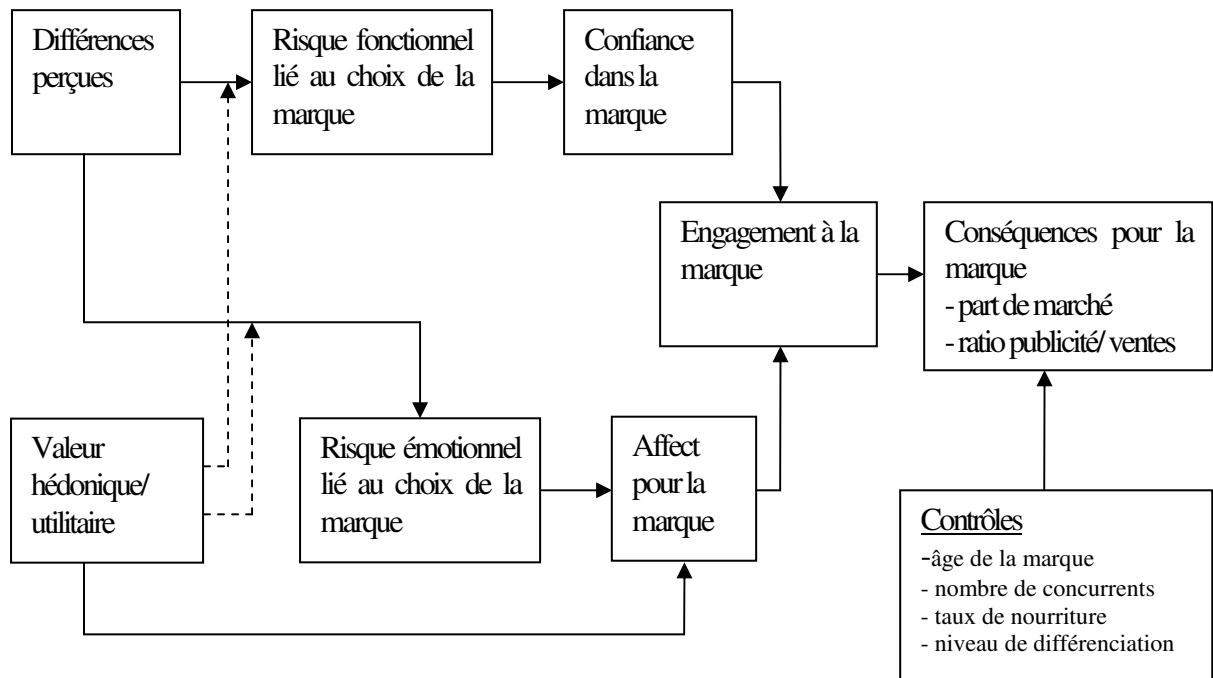 Différences
perçues
Risque fonctionnel
lié au choix de la
marque
Confiance
dans la
marque
Engagement à la
marque
Conséquences pour la
marque
- part de marché
- ratio publicité/ ventes
Valeur
hédonique/
utilitaire
Risque émotionnel
lié au choix de la
marque
Affect
pour la
marque
Contrôles
-âge de la marque
- nombre de concurrents
- taux de nourriture
- niveau de différenciation